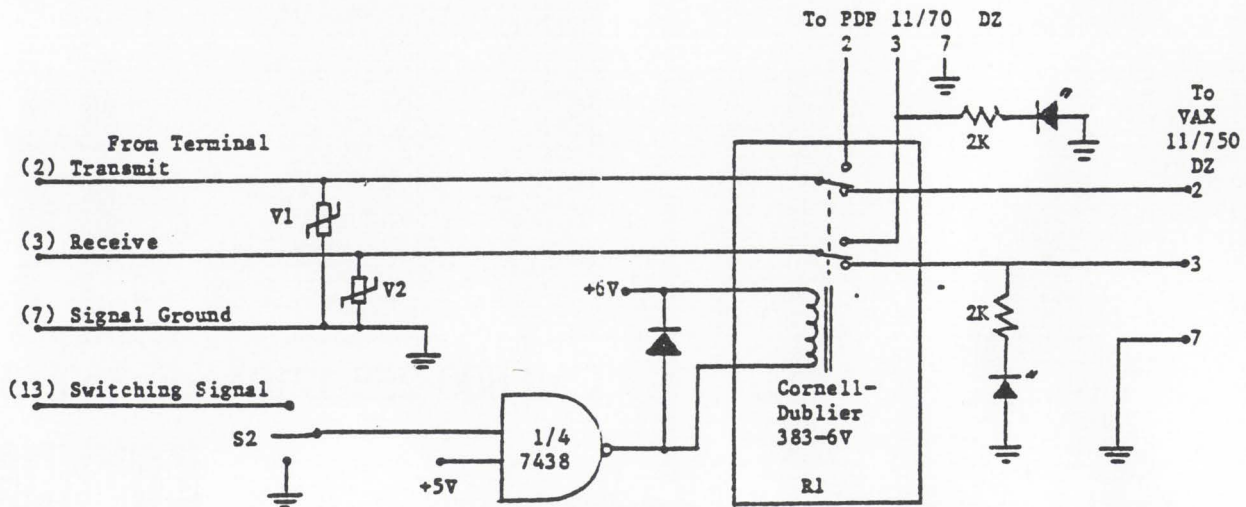 To PDP 11/70 DZ
2 3 7
To
VAX
11/750
DZ
2K
From Terminal
(2) Transmit
2
V1
(3) Receive
3
V2
+6V
2K
(7) Signal Ground
7
(13) Switching Signal
Cornell-
Dublier
383-6V
S2
1/4
7438
+5V
R1